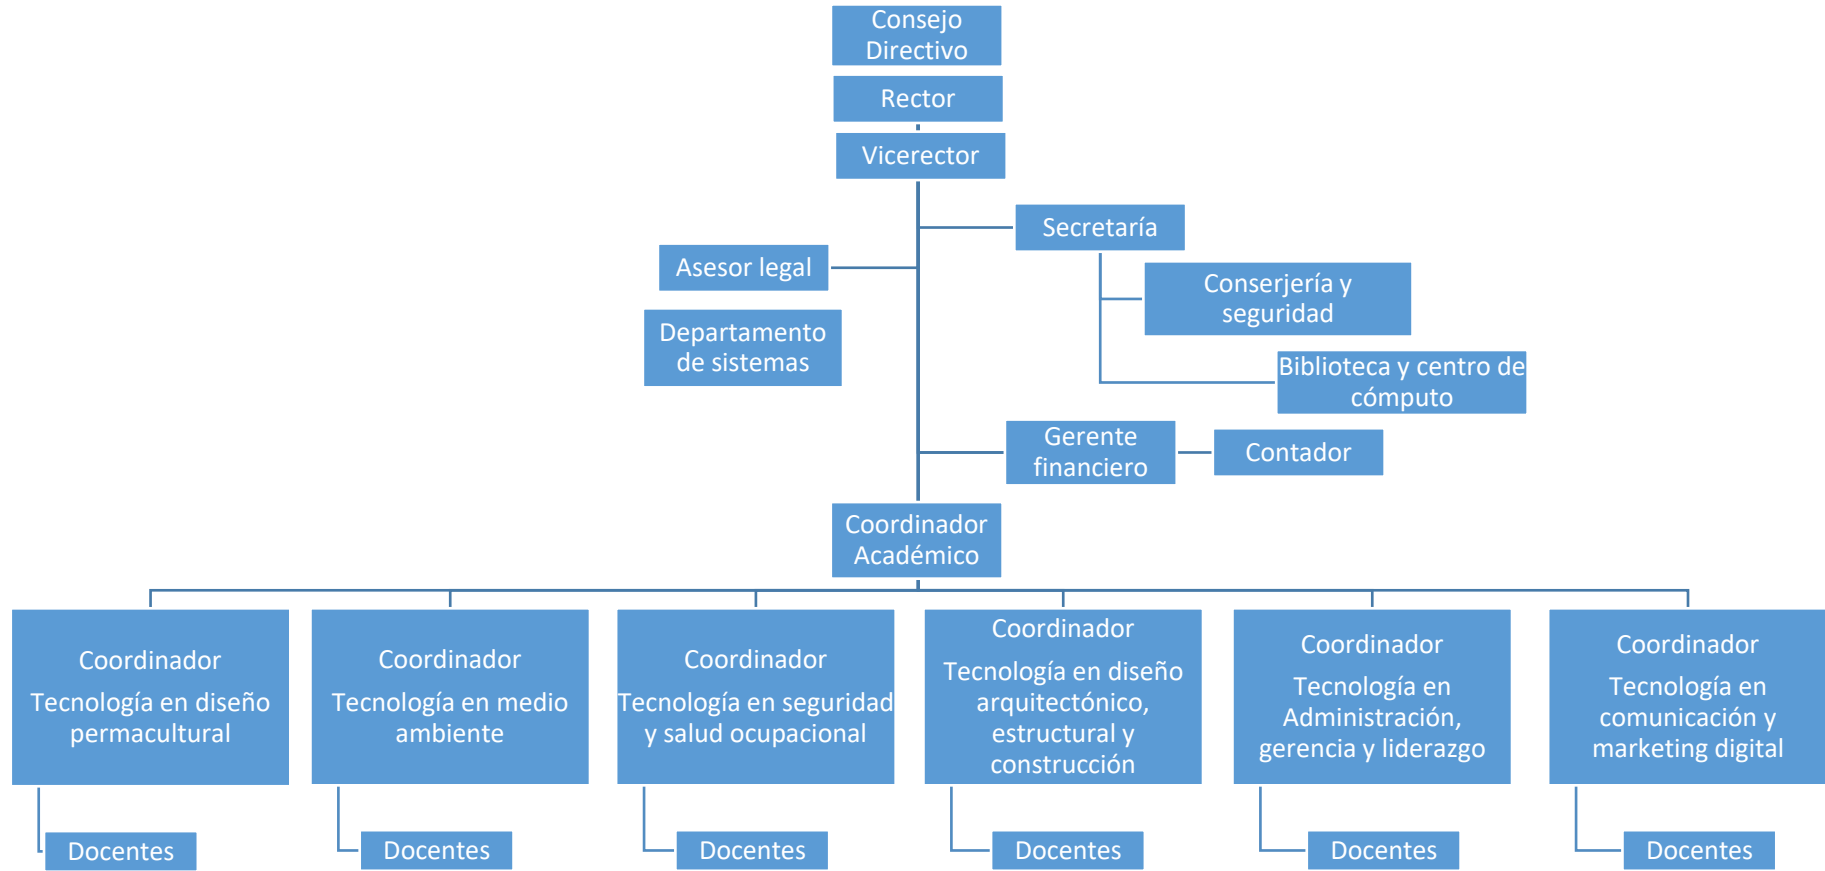 Consejo
Directivo
Rector
Vicerector
Secretaría
Asesor legal
Conserjería y
seguridad
Departamento
de sistemas
Biblioteca y centro de
cómputo
Gerente
financiero
Contador
Coordinador
Académico
Coordinador
Tecnología en diseño
permacultural
Coordinador
Tecnología en medio
ambiente
Coordinador
Tecnología en seguridad
y salud ocupacional
Coordinador
Tecnología en diseño
arquitectónico,
estructural y
construcción
Coordinador
Tecnología en
Administración,
gerencia y liderazgo
Coordinador
Tecnología en
comunicación y
marketing digital
Docentes
Docentes
Docentes
Docentes
Docentes
Docentes